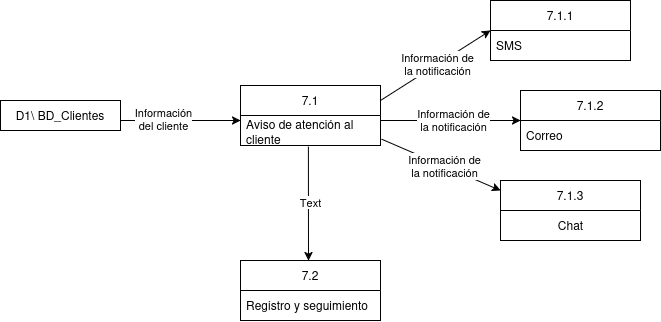 7.1.1
SMS
Información de
la notificación
D1\ BD_Clientes
Información
del cliente
7.1
Aviso de atención al
cliente
Información de
la notificación
7.1.2
Correo
Información de
la notificación
7.1.3
Chat
Text
7.2
Registro y seguimiento